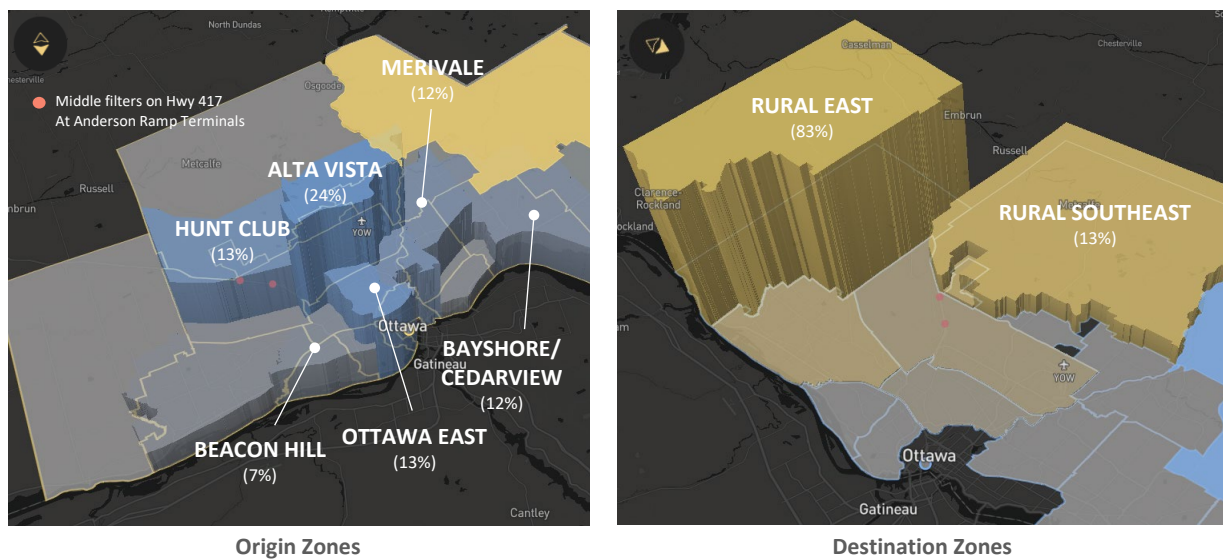 North Dundas
Chesterville
Osgoode
MERIVALE
(12%)
Middle filters on Hwy 417
At Anderson Ramp Terminals
Metcalfe
ALTA VISTA
(24%)
Russell
HUNT CLUB
(13%)
YOW
Ottawa
Gatineau
BAYSHORE/
CEDARVIEW
(12%)
BEACON HILL
(7%)
OTTAWA EAST
(13%)
Cantley
Origin Zones
Casselman
Chesterville
RURAL EAST
(83%)
Embrun
Russell
Clarence-
Rockland
Metcalfe
RURAL SOUTHEAST
(13%)
YOW
Ottawa
Gatineau
Destination Zones